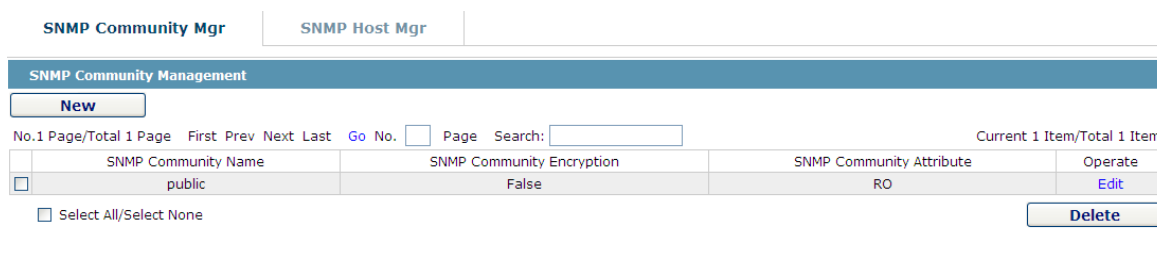 SNMP Community Mgr SNMP Host Mgr
SNMP Community Management
New
No.1 Page/Total 1 Page First Prev Next Last Go No. Page Search: Current 1 Item/Total 1 Item
SNMP Community Name SNMP Community Encryption SNMP Community Attribute Operate
public False RO Edit
Select All/Select None Delete